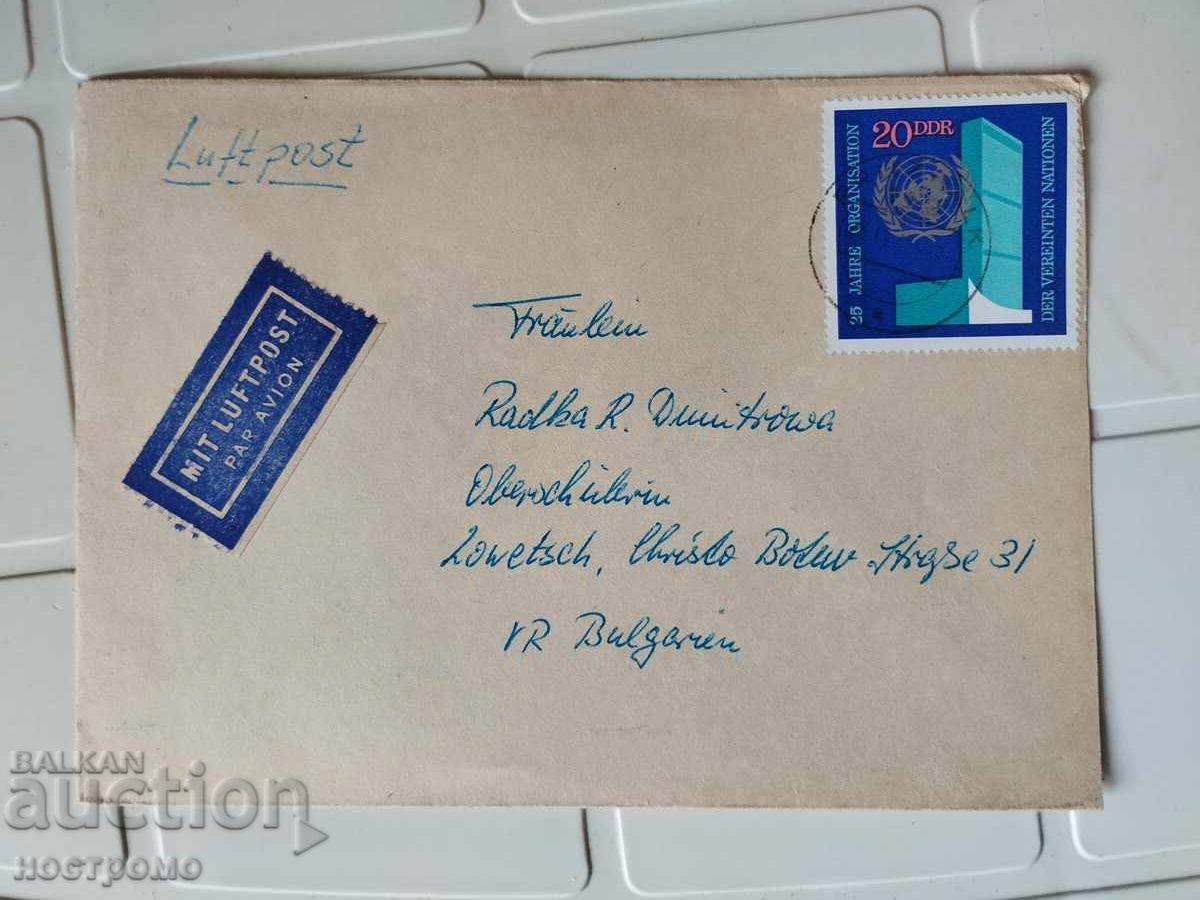 Luftpost
20 DDR
25 JAHRE ORGANISATION
DER VEREINTEN NATIONEN
MIT LUFTPOST
PAR AVION
Fräulein
Radka R. Dimitrowa
Oberschülerin
Lowetsch, Christo Botew Straße 31
VR Bulgarien
BALKAN
auction
ностромо